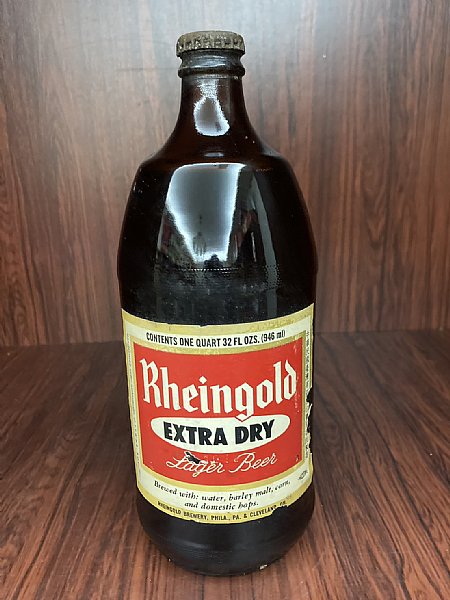 CONTENTS ONE QUART 32 FL OZS. (946 ml)
Rheingold
EXTRA DRY
Lager Beer
Brewed with: water, barley malt, corn,
and domestic hops.
RHEINGOLD BREWERY, PHILA., PA. & CLEVELAND, OH.